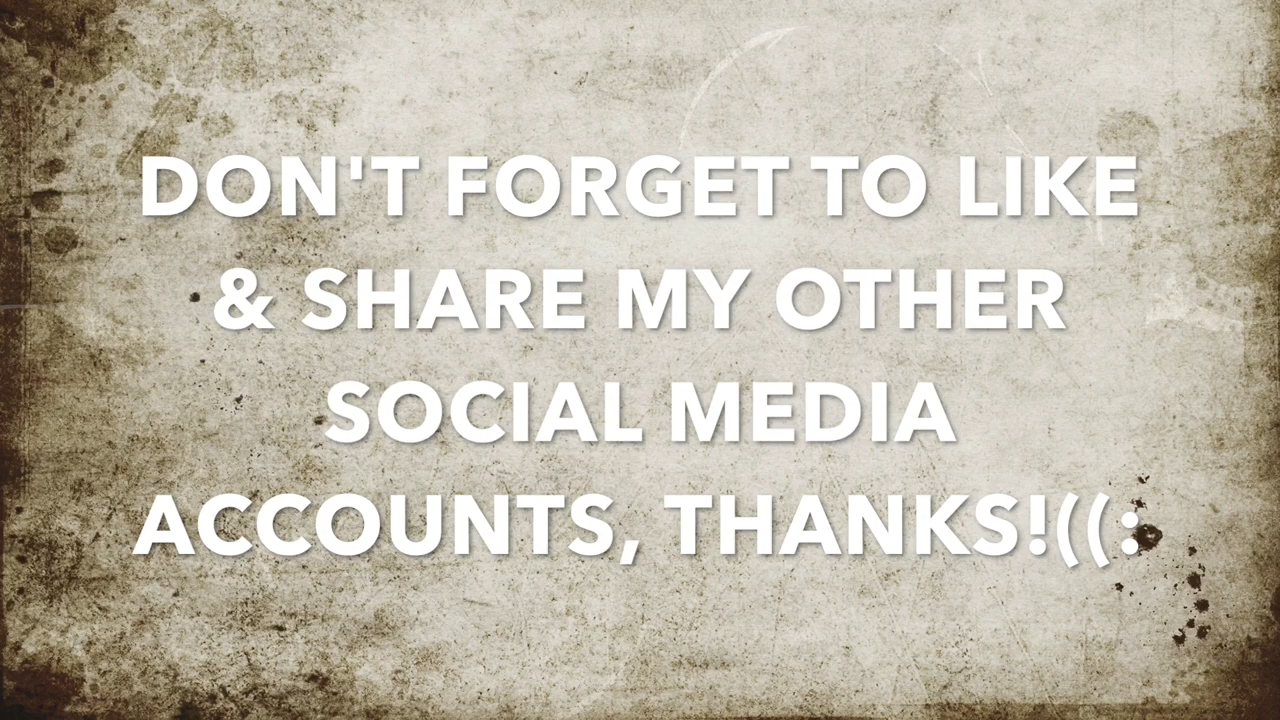 DON'T FORGET TO LIKE
& SHARE MY OTHER
SOCIAL MEDIA
ACCOUNTS, THANKS!((: